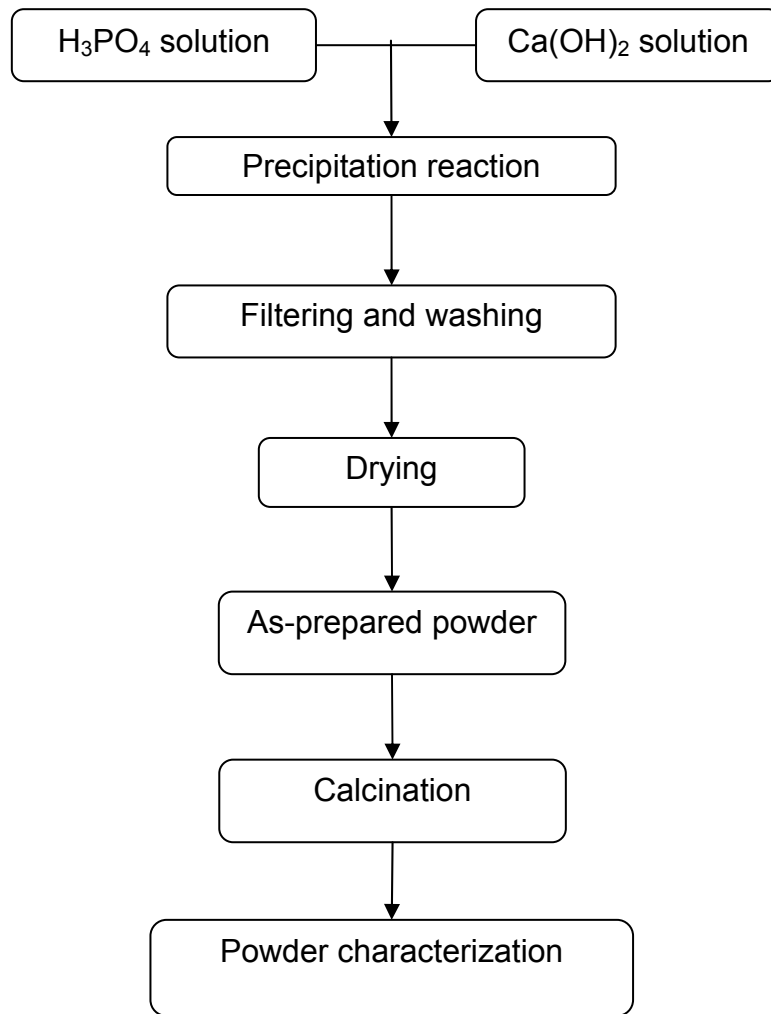 H₃PO₄ solution
Ca(OH)₂ solution
Precipitation reaction
Filtering and washing
Drying
As-prepared powder
Calcination
Powder characterization